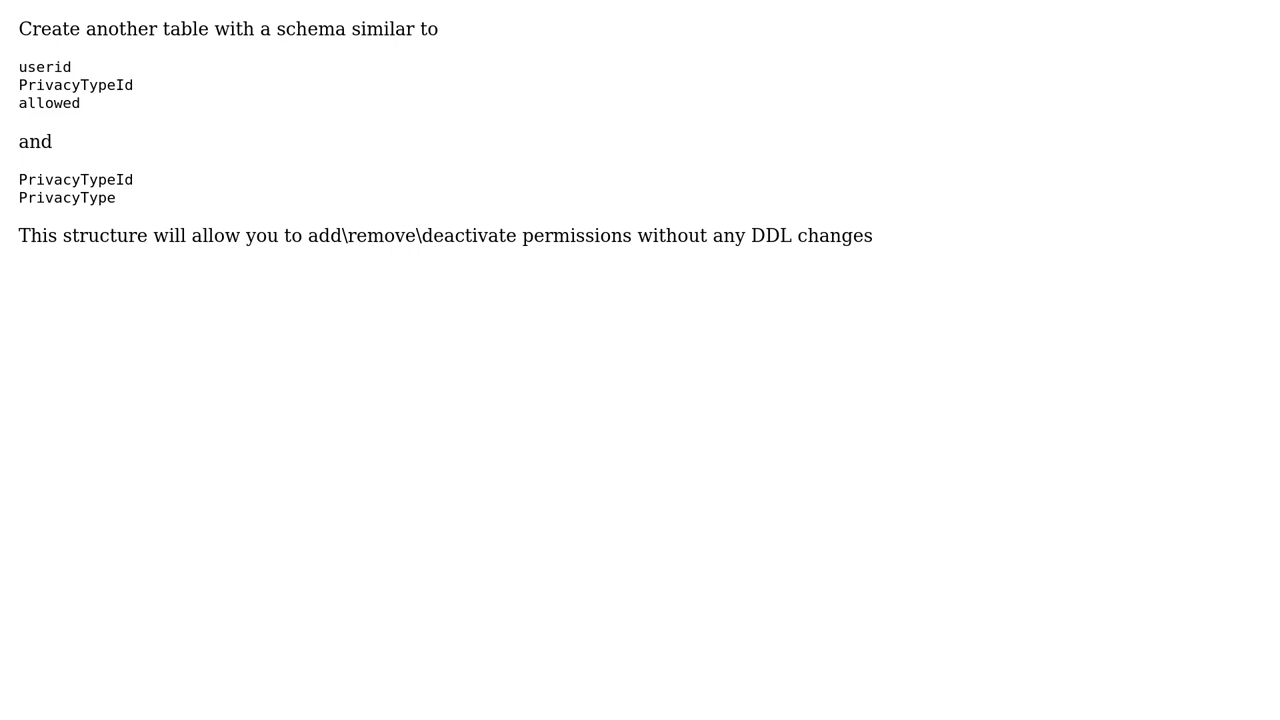 Create another table with a schema similar to
userid
PrivacyTypeId
allowed
and
PrivacyTypeId
PrivacyType
This structure will allow you to add\remove\deactivate permissions without any DDL changes